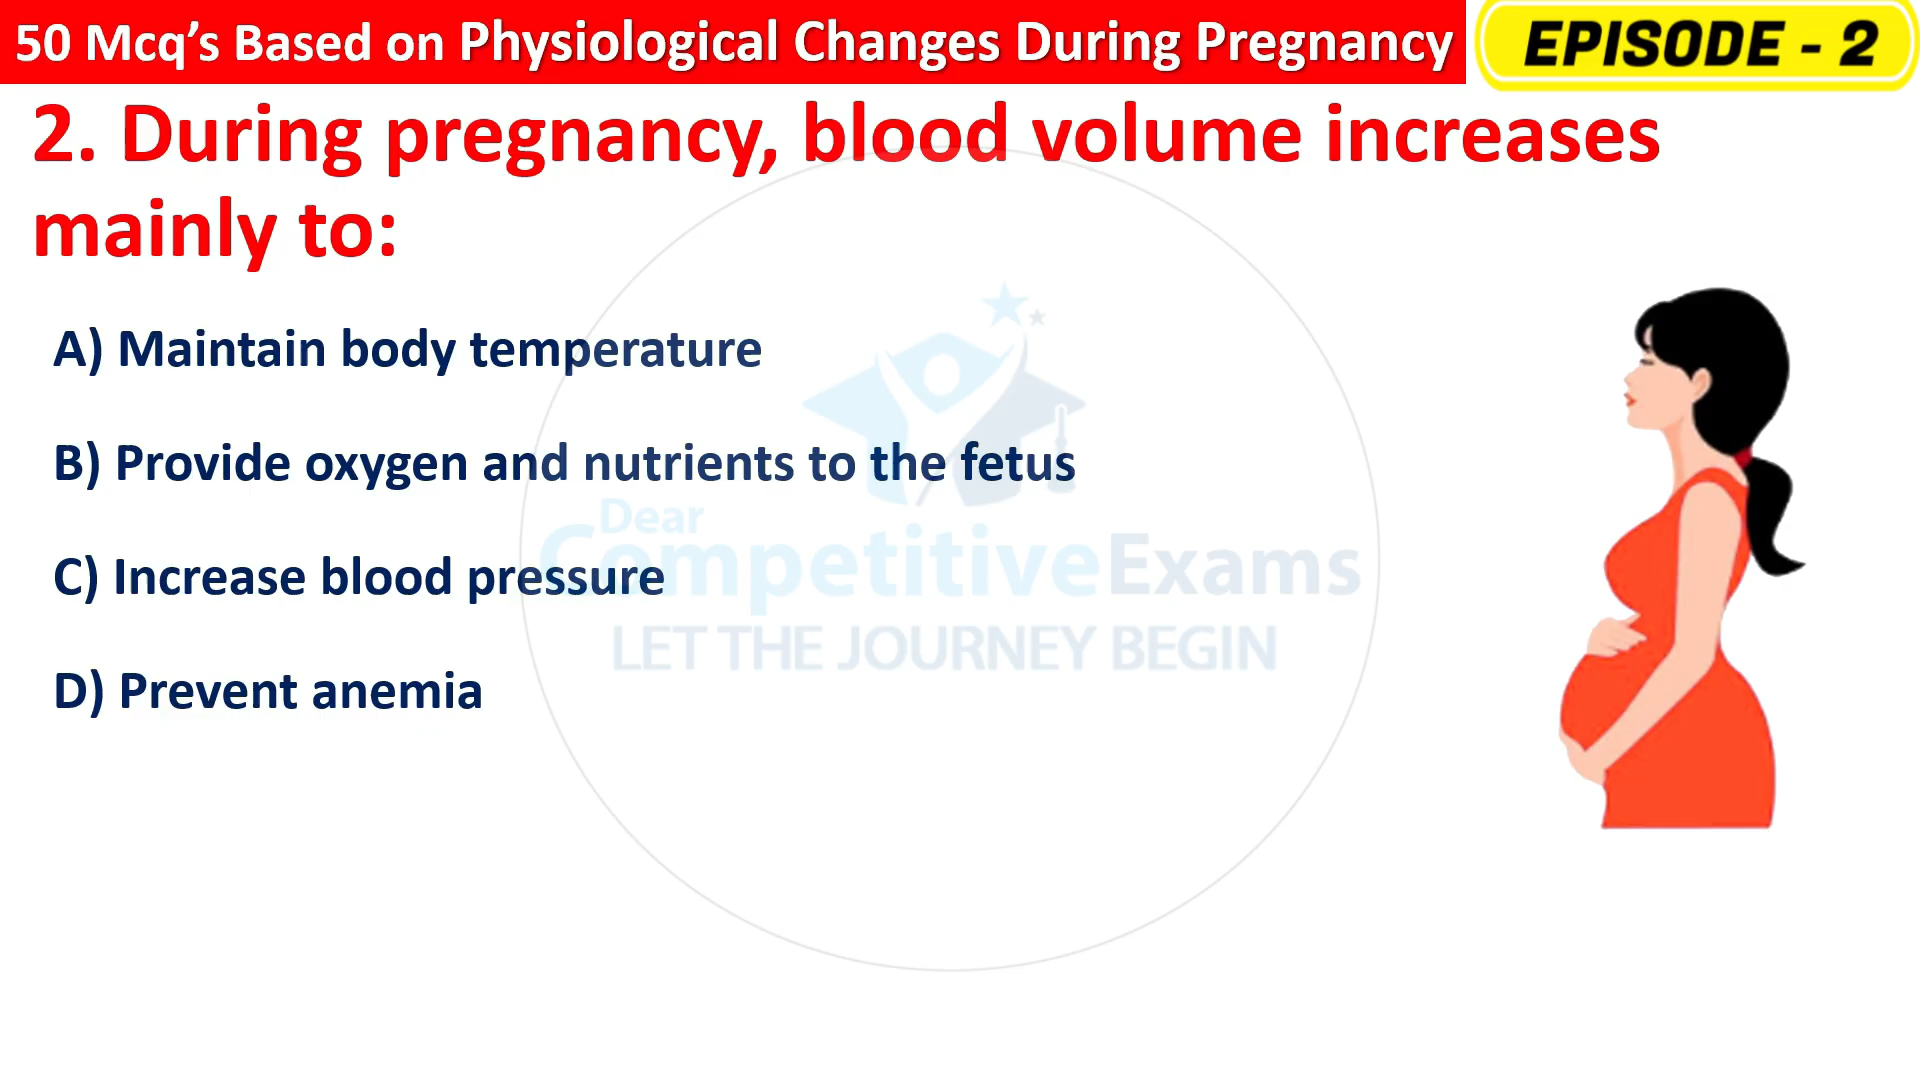 50 Mcq’s Based on Physiological Changes During Pregnancy
EPISODE - 2
2. During pregnancy, blood volume increases
mainly to:
A) Maintain body temperature
B) Provide oxygen and nutrients to the fetus
C) Increase blood pressure
D) Prevent anemia
Dear
CompetitiveExams
LET THE JOURNEY BEGIN